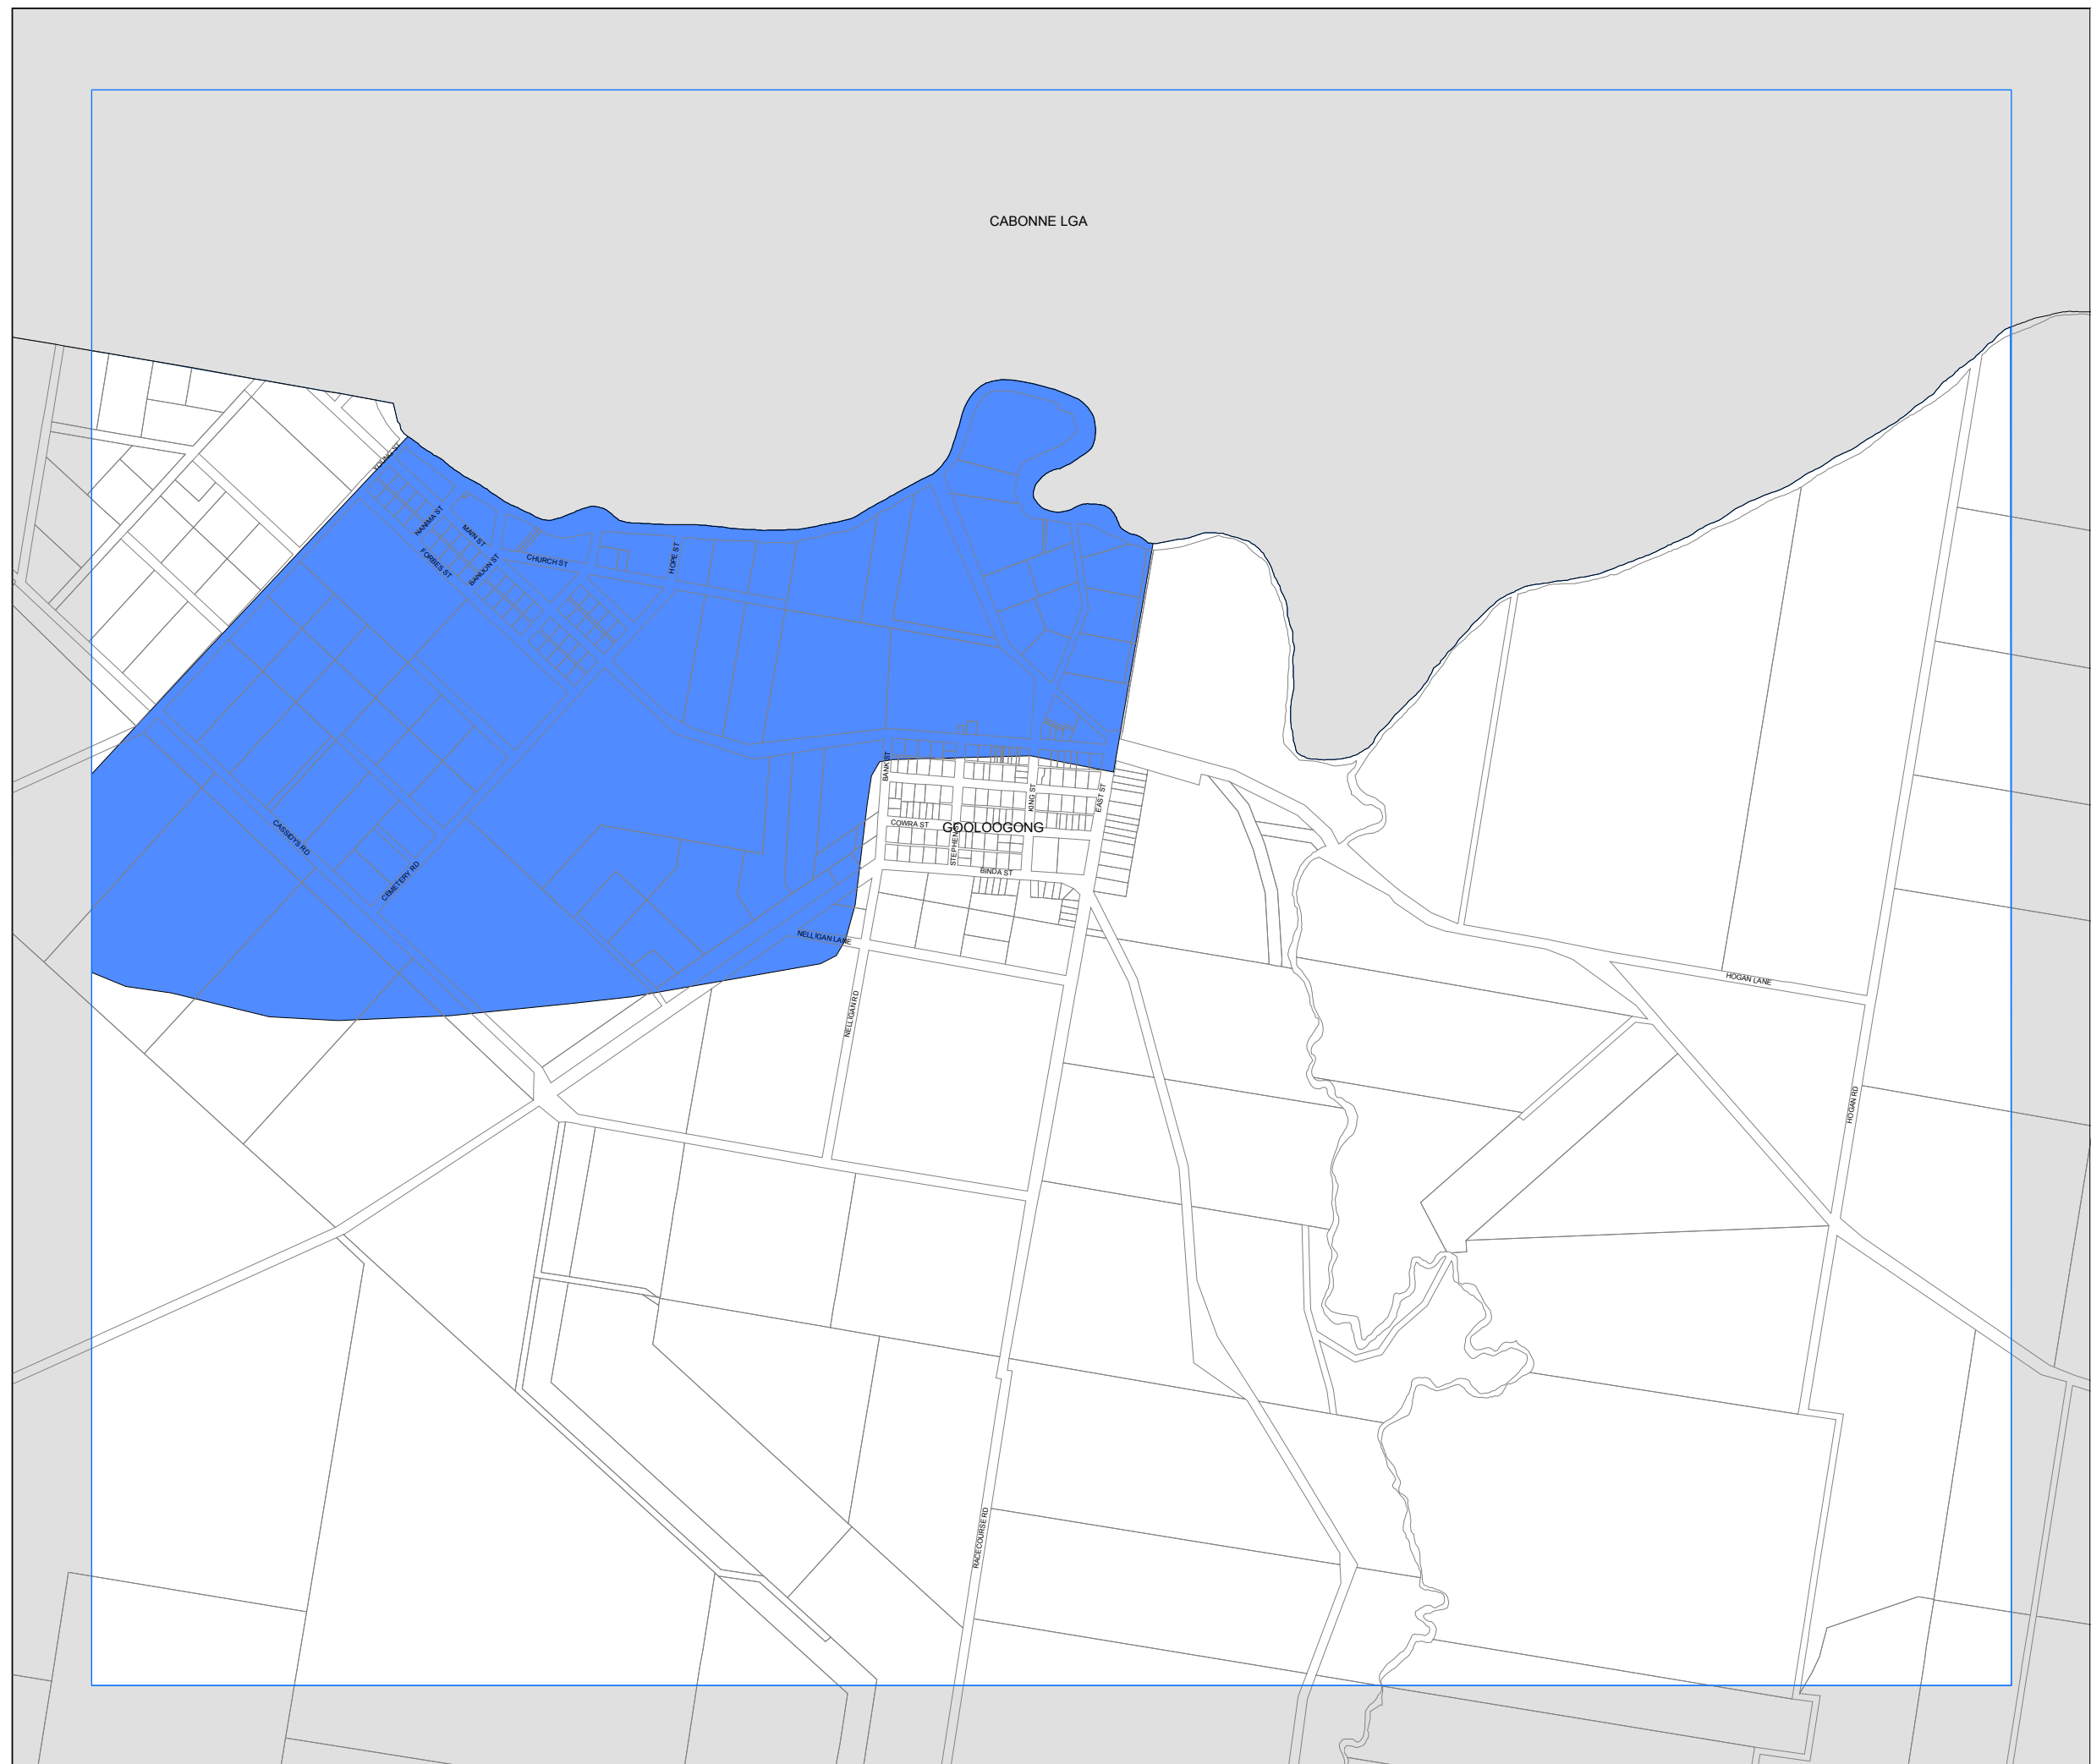 CABONNE LGA
YOUNG ST
NANIMA ST
MAIN ST
FORBES ST
BANDON ST
CHURCH ST
HOPE ST
BANK ST
KING ST
EAST ST
COWRA ST
GOOLOOGONG
STEPHEN S
BINDA ST
CASSIDYS RD
CEMETERY RD
NELLIGAN LANE
NELLIGAN RD
HOGAN LANE
HOGAN RD
RACECOURSE RD